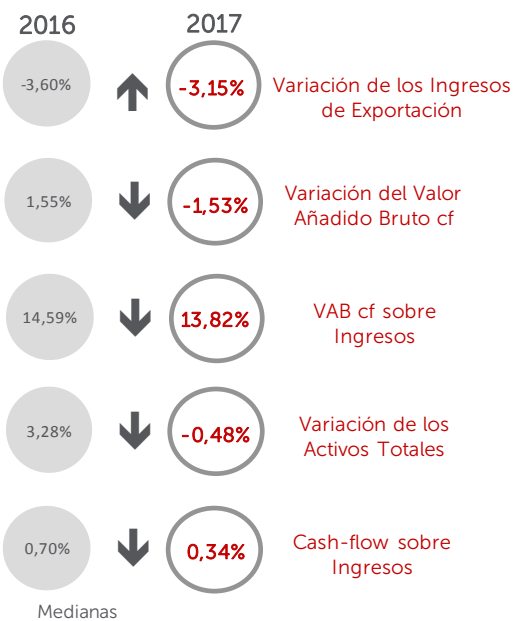 2016
2017
-3,60%
-3,15%
Variación de los Ingresos
de Exportación
1,55%
-1,53%
Variación del Valor
Añadido Bruto cf
14,59%
13,82%
VAB cf sobre
Ingresos
3,28%
-0,48%
Variación de los
Activos Totales
0,70%
0,34%
Cash-flow sobre
Ingresos
Medianas